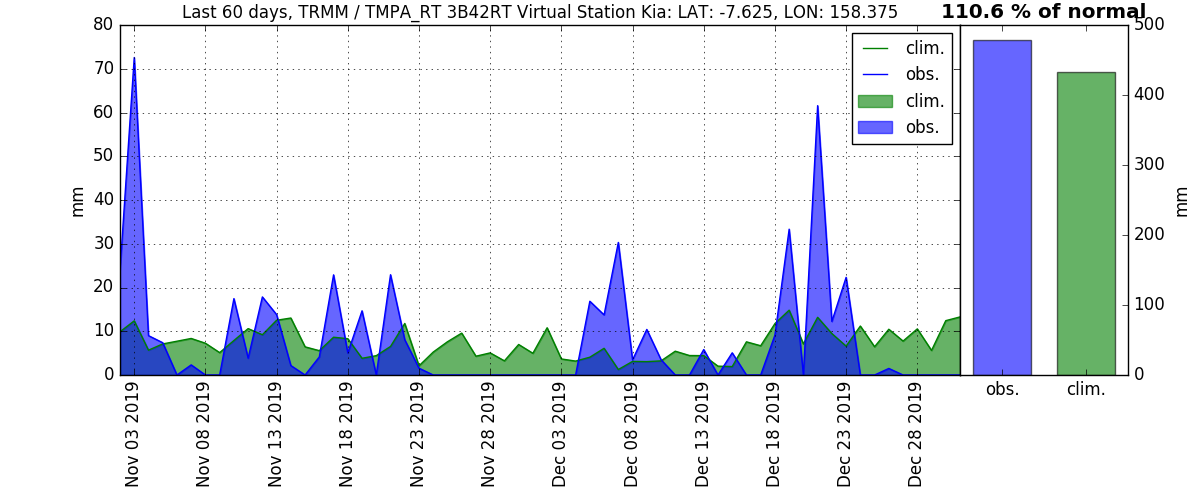 Last 60 days, TRMM / TMPA_RT 3B42RT Virtual Station Kia: LAT: -7.625, LON: 158.375
110.6 % of normal
80
70
60
50
40
30
20
10
0
mm
clim.
obs.
clim.
obs.
Nov 03 2019
Nov 08 2019
Nov 13 2019
Nov 18 2019
Nov 23 2019
Nov 28 2019
Dec 03 2019
Dec 08 2019
Dec 13 2019
Dec 18 2019
Dec 23 2019
Dec 28 2019
500
400
300
200
100
0
mm
obs.
clim.